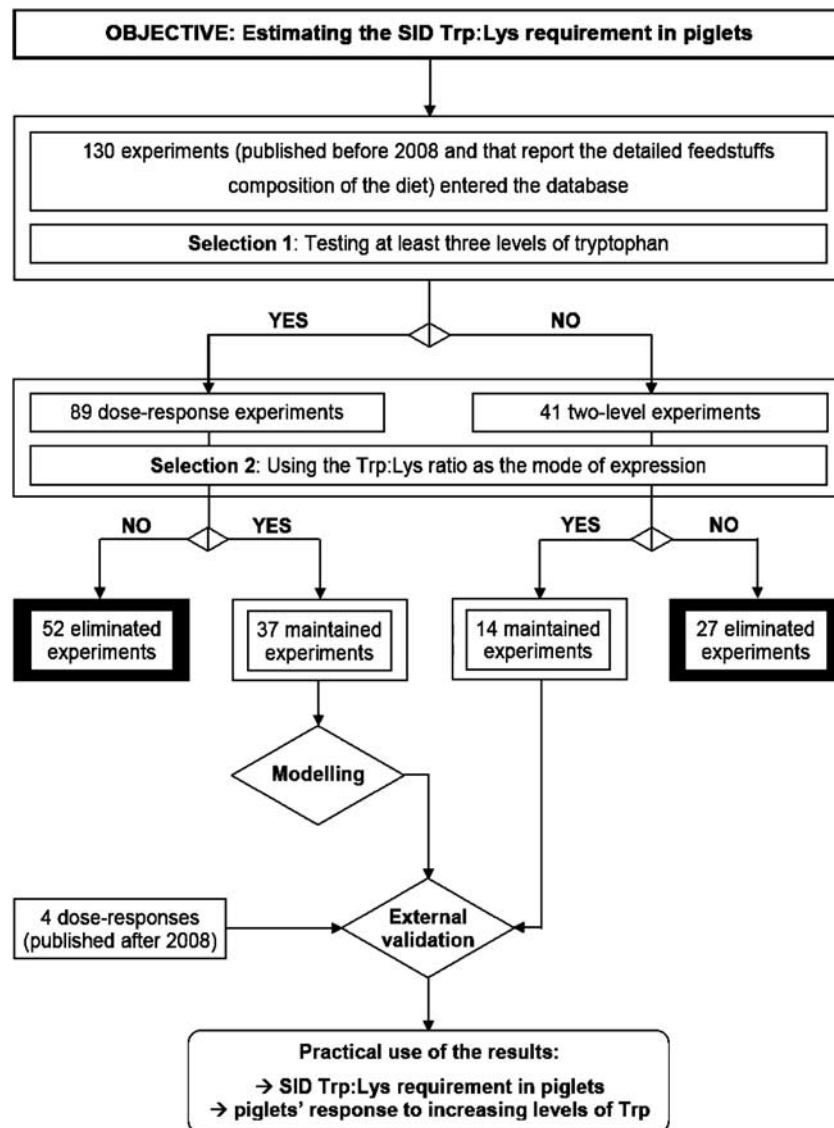 OBJECTIVE: Estimating the SID Trp:Lys requirement in piglets
130 experiments (published before 2008 and that report the detailed feedstuffs
composition of the diet) entered the database
Selection 1: Testing at least three levels of tryptophan
YES
NO
89 dose-response experiments
41 two-level experiments
Selection 2: Using the Trp:Lys ratio as the mode of expression
NO
YES
YES
NO
52 eliminated
experiments
37 maintained
experiments
14 maintained
experiments
27 eliminated
experiments
Modelling
4 dose-responses
(published after 2008)
External
validation
Practical use of the results:
→ SID Trp:Lys requirement in piglets
→ piglets' response to increasing levels of Trp